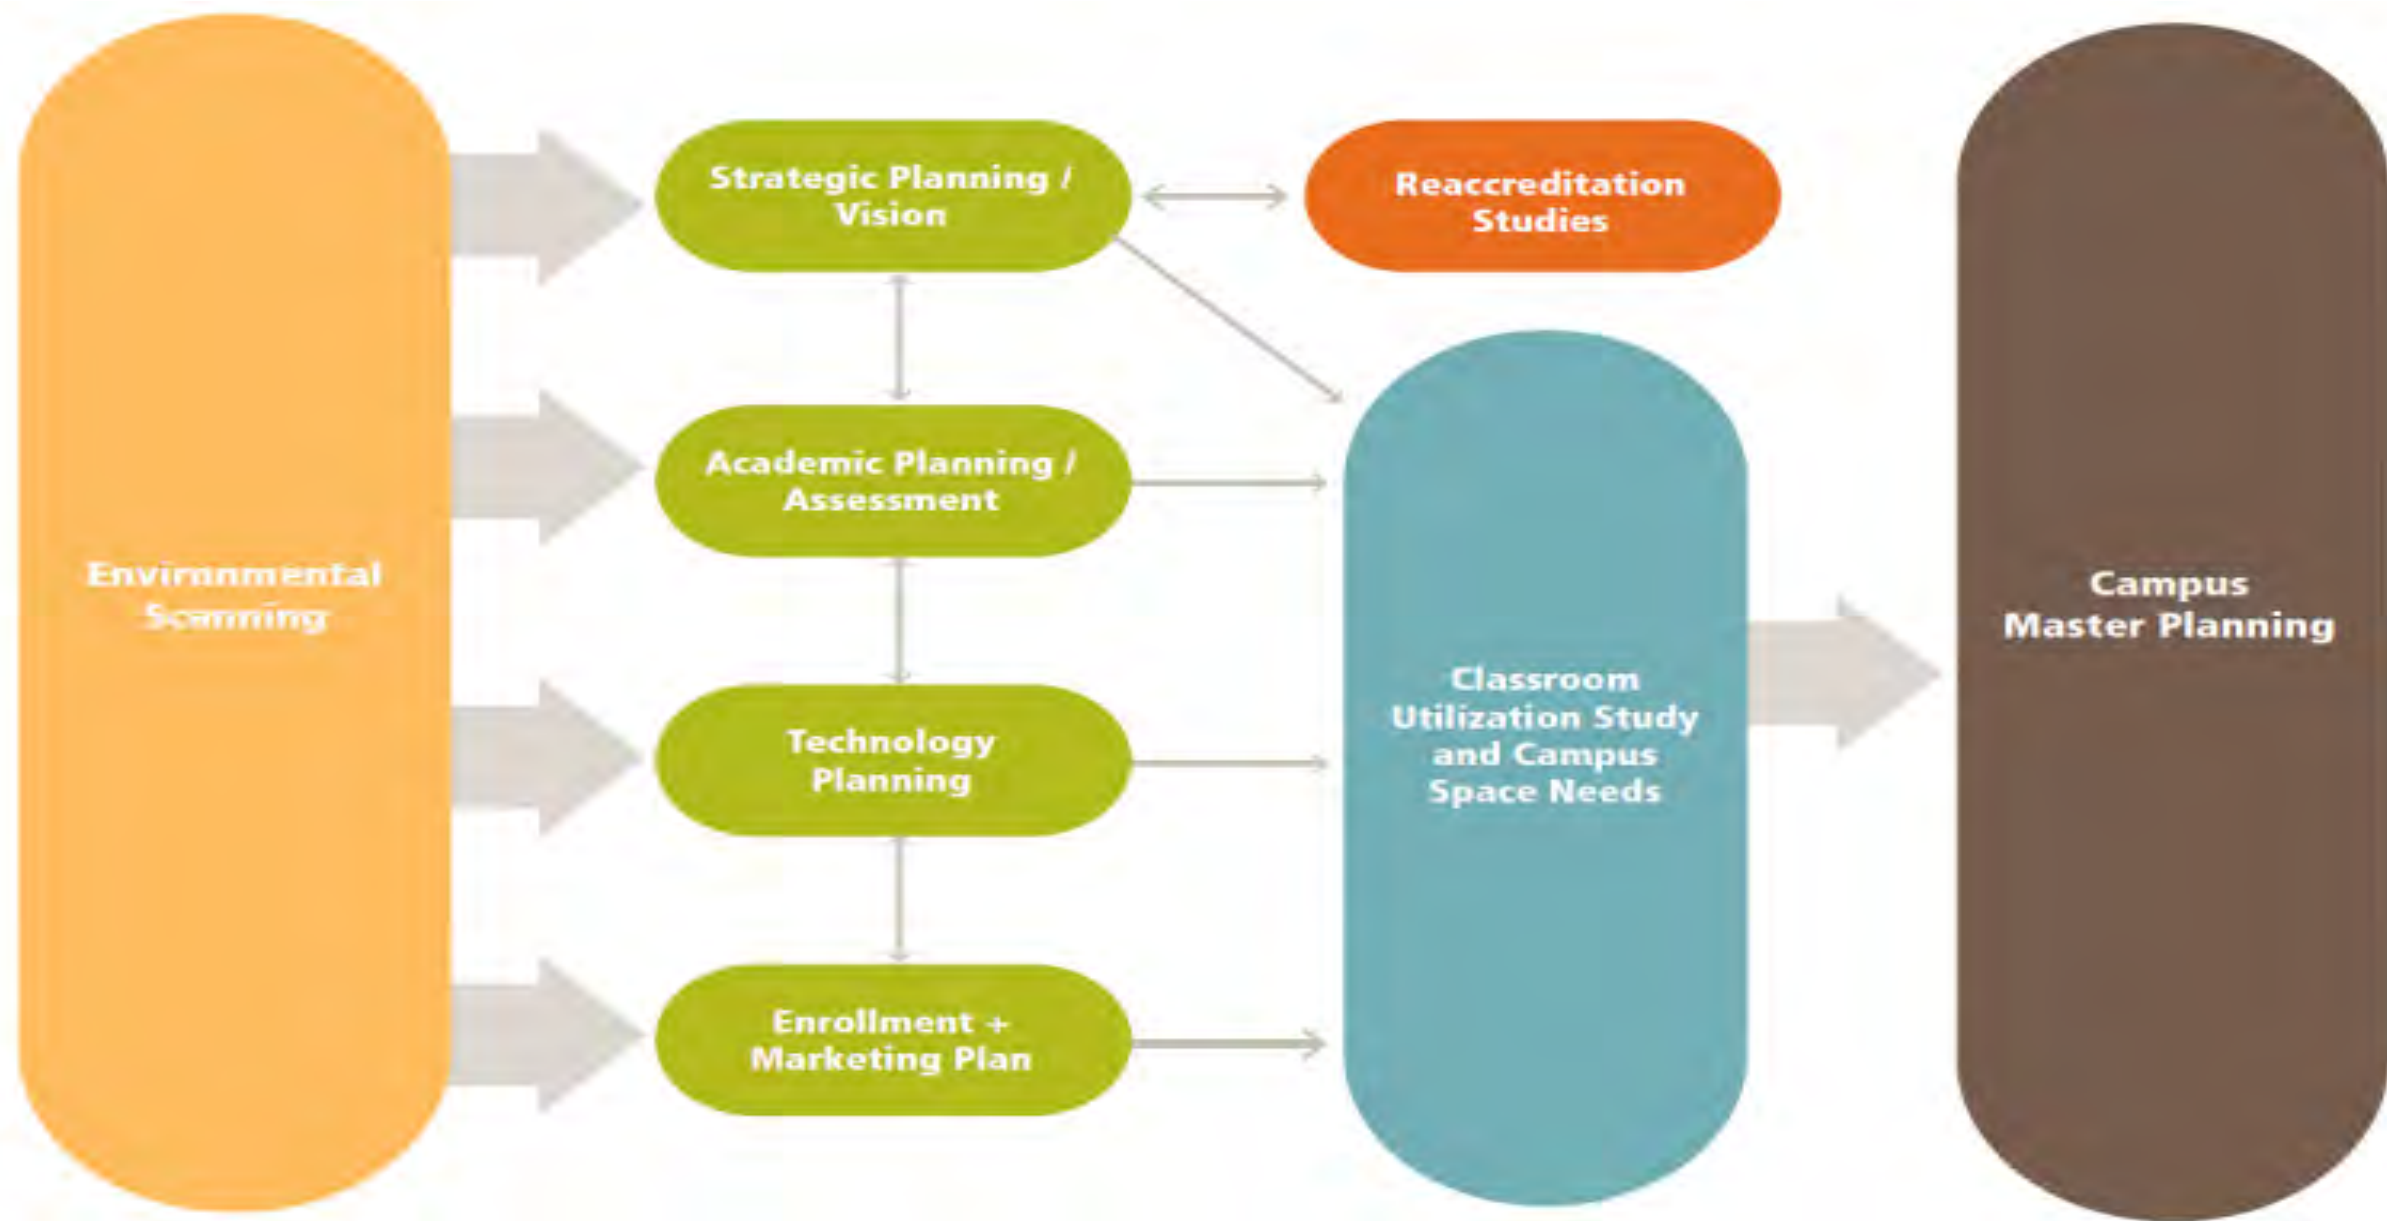 Environmental
Scanning
Strategic Planning /
Vision
Academic Planning /
Assessment
Technology
Planning
Enrollment +
Marketing Plan
Reaccreditation
Studies
Classroom
Utilization Study
and Campus
Space Needs
Campus
Master Planning